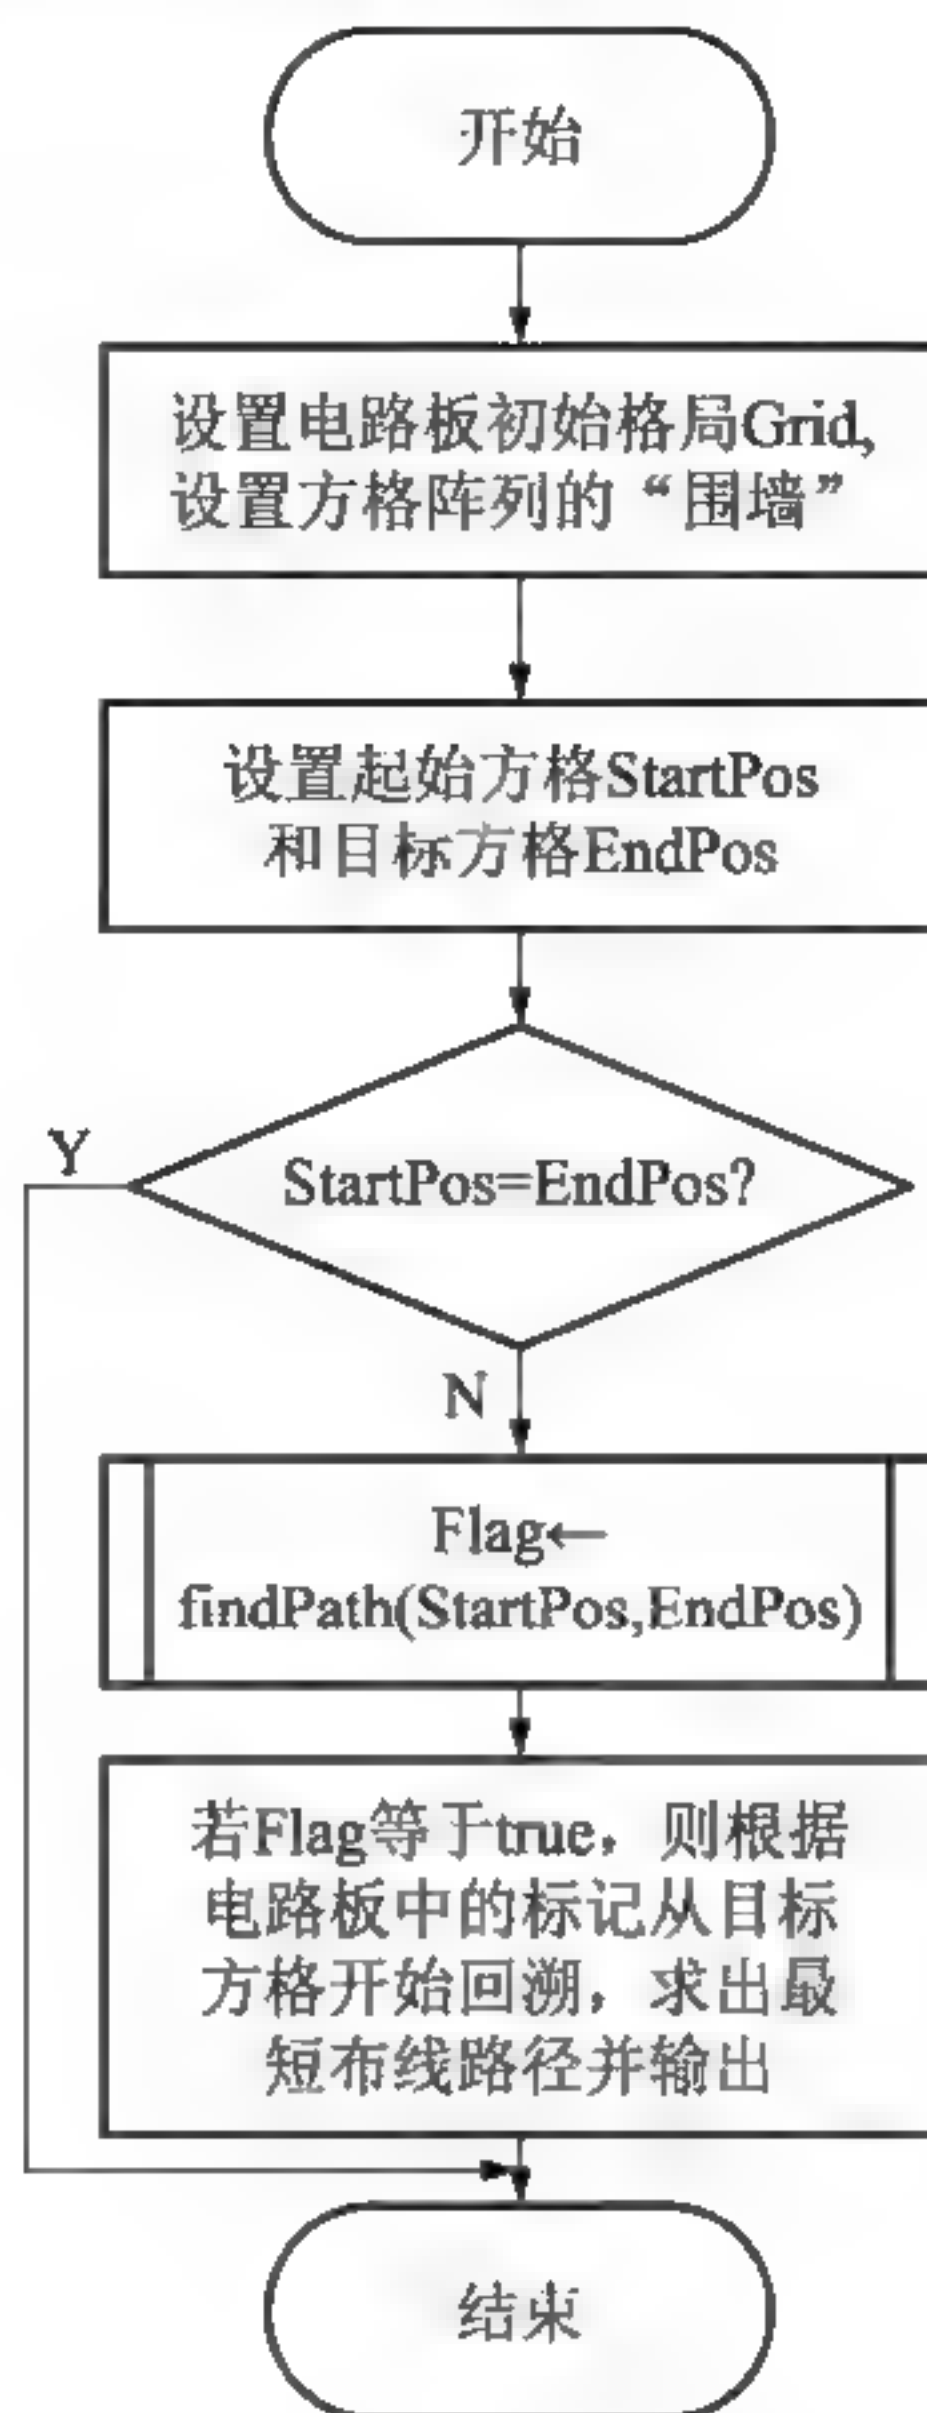 开始
设置电路板初始格局Grid,
设置方格阵列的“围墙”
设置起始方格StartPos
和目标方格EndPos
Y
StartPos=EndPos?
N
Flag←
findPath(StartPos,EndPos)
若Flag等于true，则根据
电路板中的标记从目标
方格开始回溯，求出最
短布线路径并输出
结束